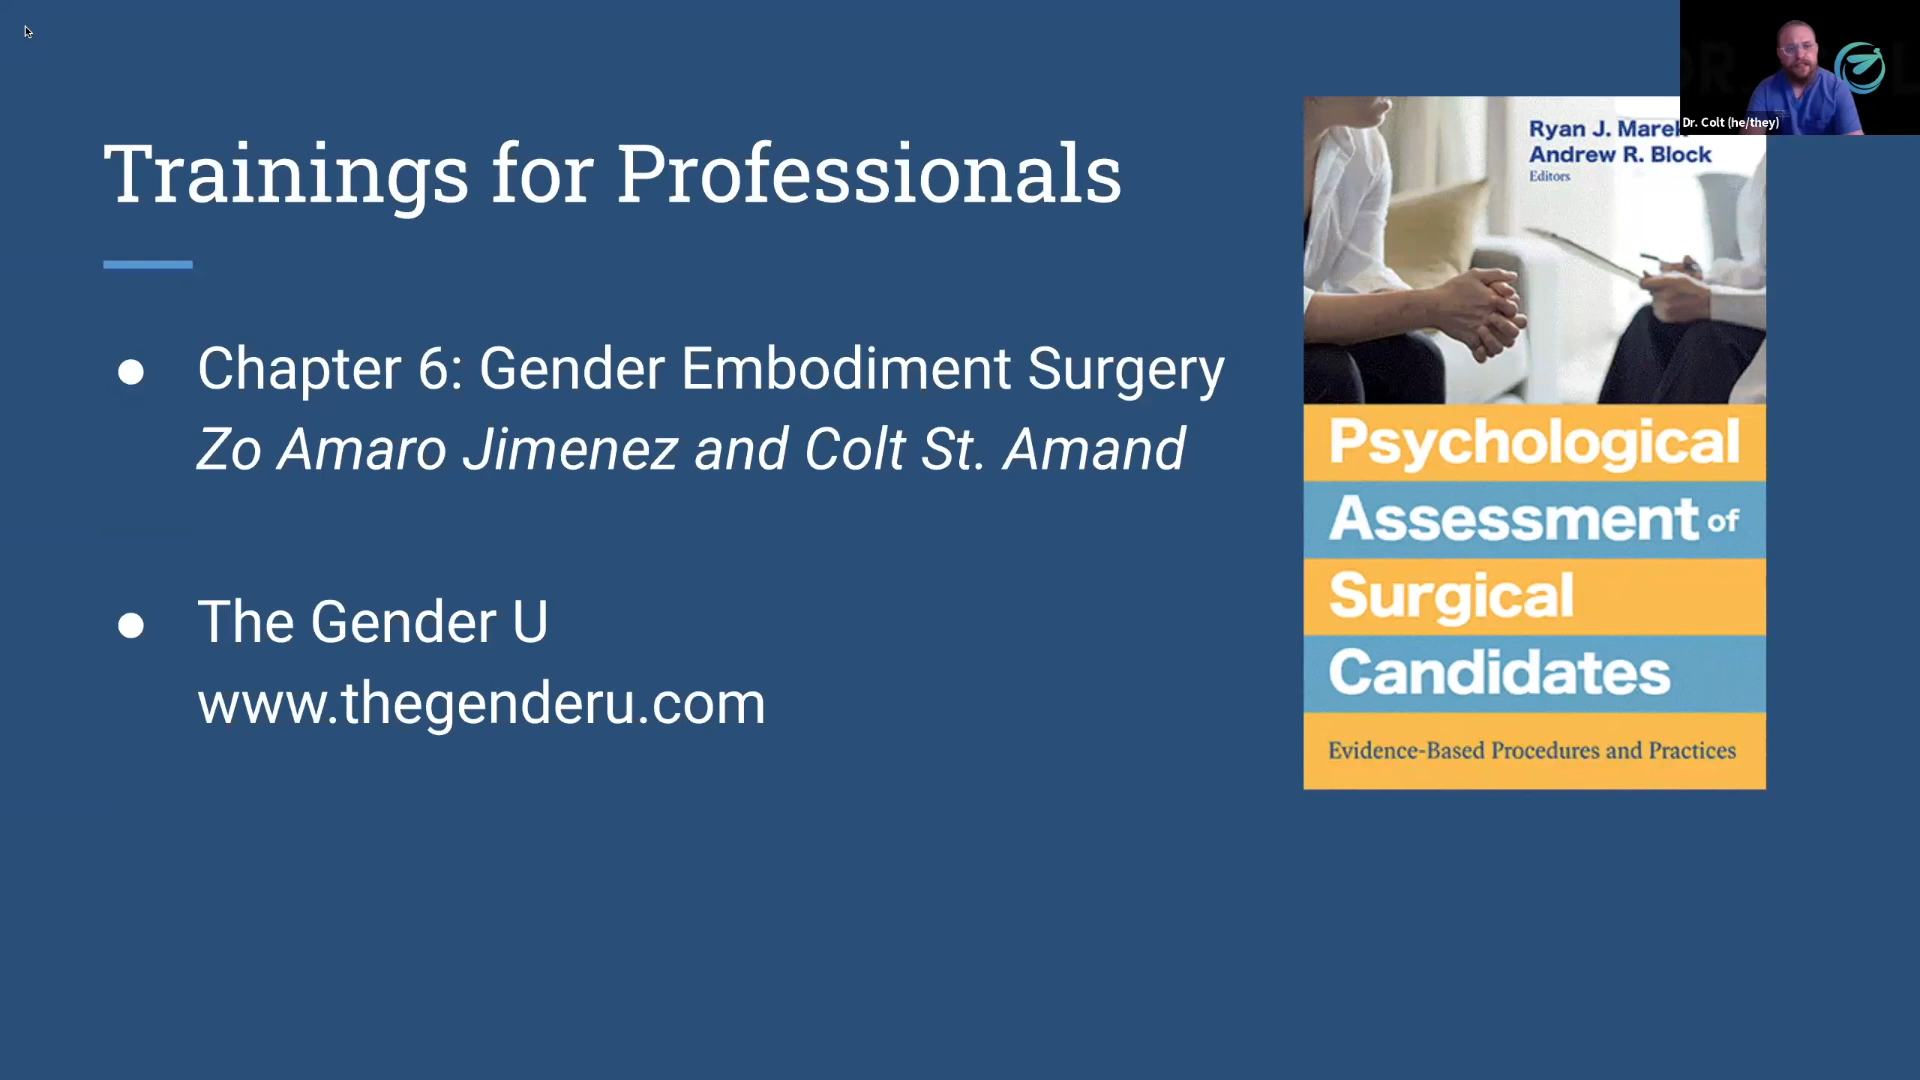 Trainings for Professionals
● Chapter 6: Gender Embodiment Surgery
Zo Amaro Jimenez and Colt St. Amand
● The Gender U
www.thegenderu.com
Ryan J. Marek
Andrew R. Block
Editors
Psychological
Assessment of
Surgical
Candidates
Evidence-Based Procedures and Practices
Dr. Colt (he/they)